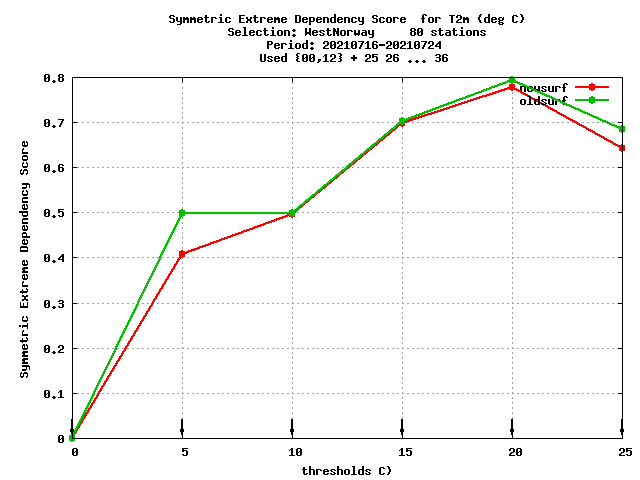 Symmetric Extreme Dependency Score  for T2m (deg C)
Selection: WestNorway     80 stations
Period: 20210716-20210724
Used {00,12} + 25 26 ... 36
Symmetric Extreme Dependency Score
0.8
0.7
0.6
0.5
0.4
0.3
0.2
0.1
0
newsurf
oldsurf
0 5 10 15 20 25
thresholds C)